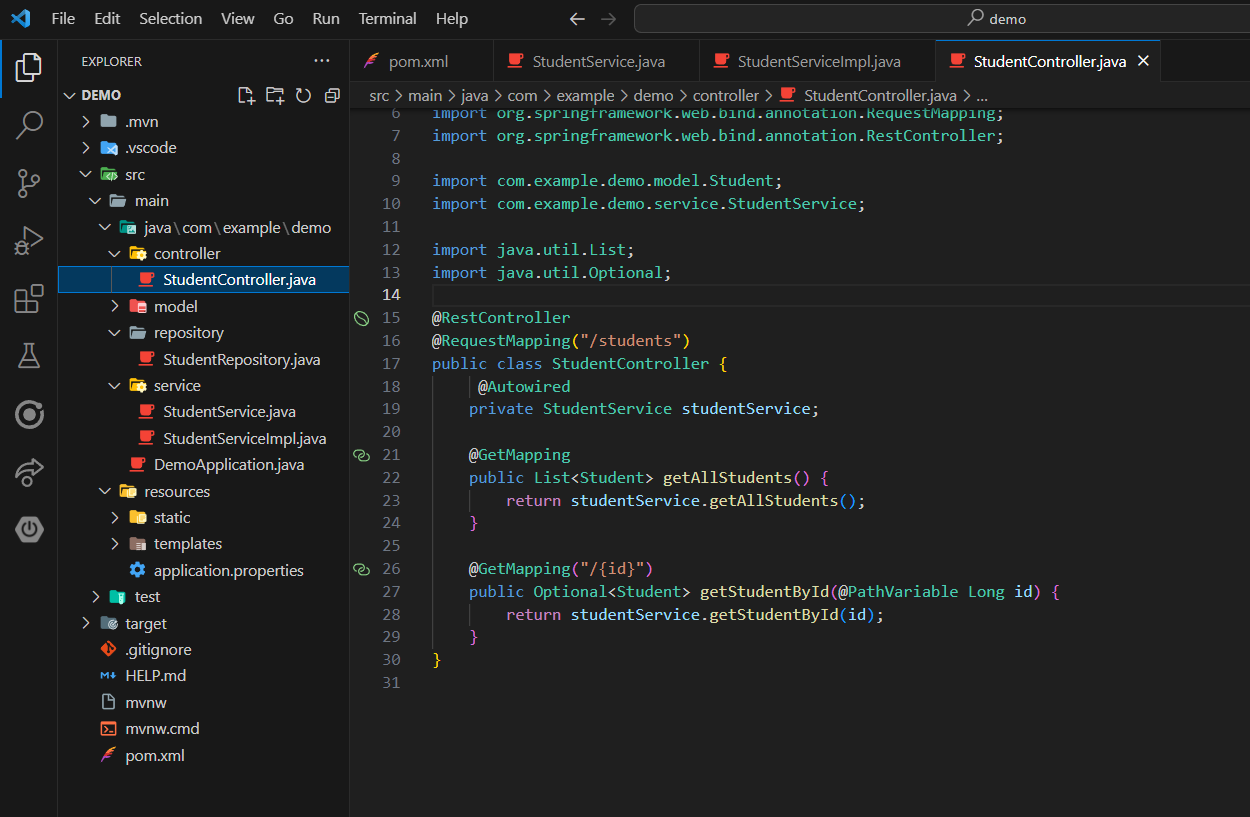 File Edit Selection View Go Run Terminal Help
demo
EXPLORER
DEMO
.mvn
.vscode
src
main
java\com\example\demo
controller
StudentController.java
model
repository
StudentRepository.java
service
StudentService.java
StudentServiceImpl.java
DemoApplication.java
resources
static
templates
application.properties
test
target
.gitignore
HELP.md
mvnw
mvnw.cmd
pom.xml
pom.xml StudentService.java StudentServiceImpl.java StudentController.java
src > main > java > com > example > demo > controller > StudentController.java > ...
6 import org.springframework.web.bind.annotation.RequestMapping;
7 import org.springframework.web.bind.annotation.RestController;
8
9 import com.example.demo.model.Student;
10 import com.example.demo.service.StudentService;
11
12 import java.util.List;
13 import java.util.Optional;
14
15 @RestController
16 @RequestMapping("/students")
17 public class StudentController {
18 @Autowired
19 private StudentService studentService;
20
21 @GetMapping
22 public List<Student> getAllStudents() {
23 return studentService.getAllStudents();
24 }
25
26 @GetMapping("/{id}")
27 public Optional<Student> getStudentById(@PathVariable Long id) {
28 return studentService.getStudentById(id);
29 }
30 }
31